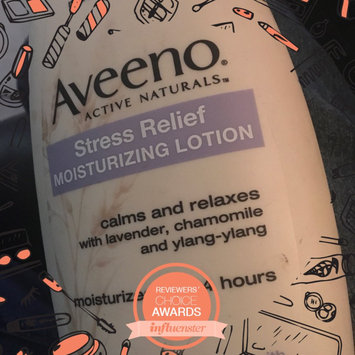 Aveeno®
ACTIVE NATURALS™
Stress Relief
MOISTURIZING LOTION
calms and relaxes
with lavender, chamomile
and ylang-ylang
hours
REVIEWERS'
CHOICE
AWARDS
influenster